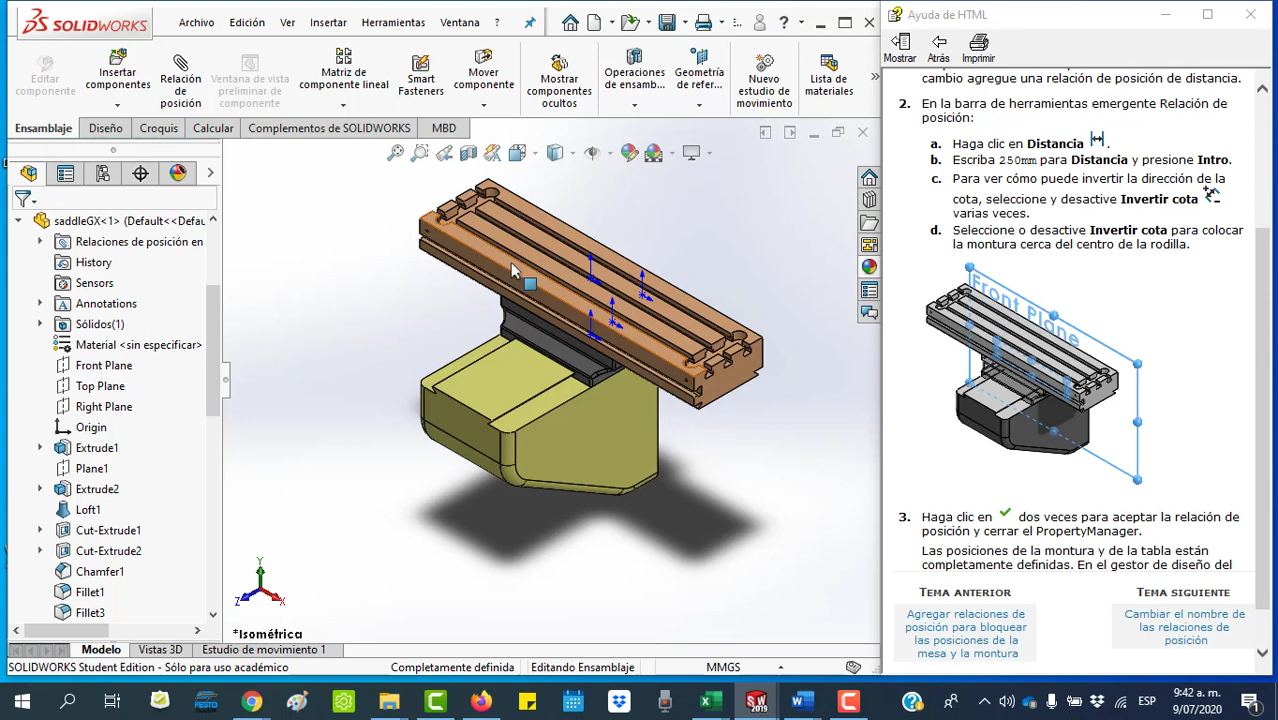 SOLIDWORKS
Archivo Edición Ver Insertar Herramientas Ventana ?
Editar componente
Insertar componentes
Relación de posición
Ventana de vista preliminar de componente
Matriz de componente lineal
Smart Fasteners
Mover componente
Mostrar componentes ocultos
Operaciones de ensamb...
Geometría de refer...
Nuevo estudio de movimiento
Lista de materiales
Ensamblaje Diseño Croquis Calcular Complementos de SOLIDWORKS MBD
saddleGX<1> (Default<<Defau
Relaciones de posición en
History
Sensores
Annotations
Sólidos(1)
Material <sin especificar>
Front Plane
Top Plane
Right Plane
Origin
Extrude1
Plane1
Extrude2
Loft1
Cut-Extrude1
Cut-Extrude2
Chamfer1
Fillet1
Fillet3
Y
Z
X
*Isométrica
Modelo Vistas 3D Estudio de movimiento 1
SOLIDWORKS Student Edition - Sólo para uso académico Completamente definida Editando Ensamblaje MMGS
Ayuda de HTML
Mostrar Atrás Imprimir
cambio agregue una relación de posición de distancia.
2. En la barra de herramientas emergente Relación de
posición:
a. Haga clic en Distancia .
b. Escriba 250mm para Distancia y presione Intro.
c. Para ver cómo puede invertir la dirección de la
cota, seleccione y desactive Invertir cota
varias veces.
d. Seleccione o desactive Invertir cota para colocar
la montura cerca del centro de la rodilla.
Front Plane
3. Haga clic en dos veces para aceptar la relación de
posición y cerrar el PropertyManager.
Las posiciones de la montura y de la tabla están
completamente definidas. En el gestor de diseño del
TEMA ANTERIOR
Agregar relaciones de
posición para bloquear
las posiciones de la
mesa y la montura
TEMA SIGUIENTE
Cambiar el nombre de
las relaciones de
posición
FESTO
SW
2019
ESP
9:42 a. m.
9/07/2020